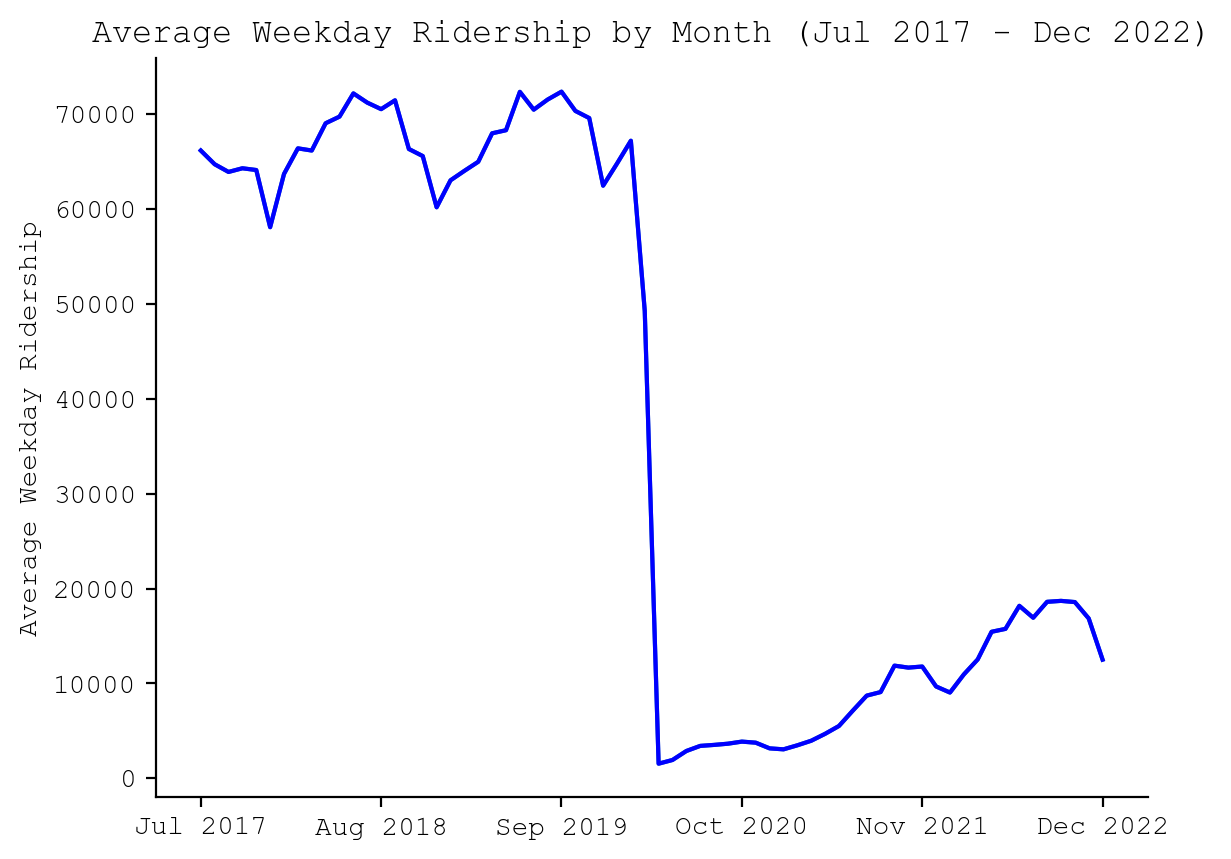 Average Weekday Ridership by Month (Jul 2017 - Dec 2022)
Average Weekday Ridership
70000
60000
50000
40000
30000
20000
10000
0
Jul 2017 Aug 2018 Sep 2019 Oct 2020 Nov 2021 Dec 2022